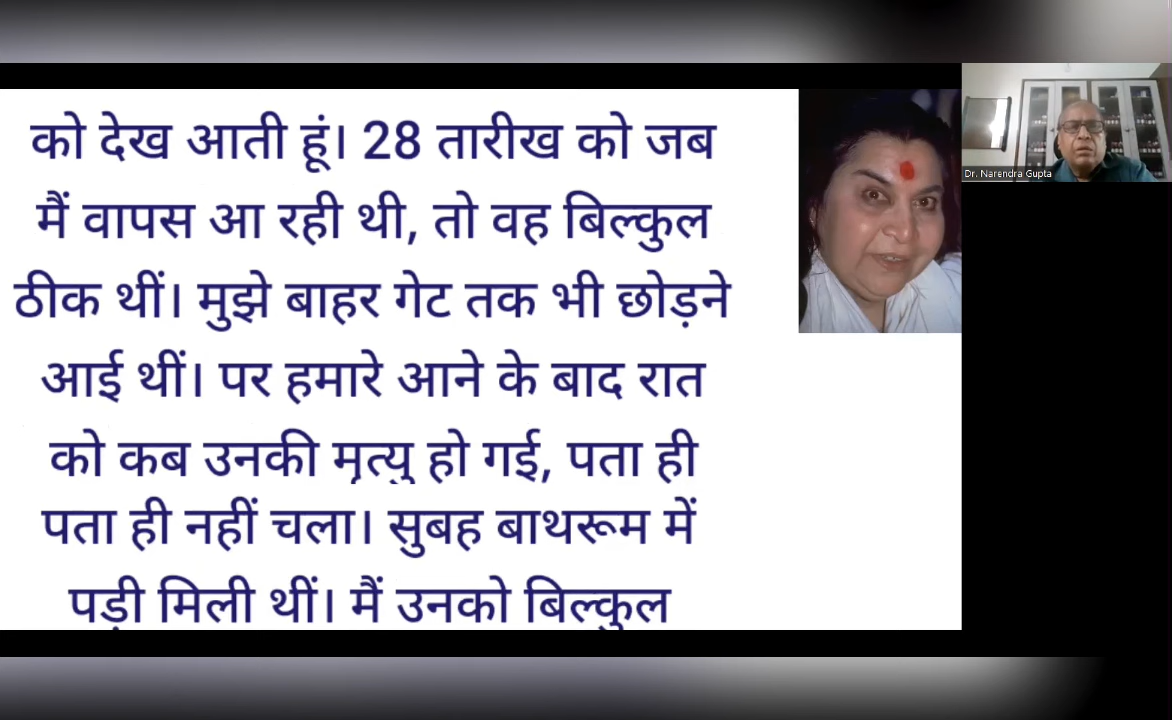 को देख आती हूं। 28 तारीख को जब
मैं वापस आ रही थी, तो वह बिल्कुल
ठीक थीं। मुझे बाहर गेट तक भी छोड़ने
आई थीं। पर हमारे आने के बाद रात
को कब उनकी मृत्यु हो गई, पता ही
पता ही नहीं चला। सुबह बाथरूम में
पड़ी मिली थीं। मैं उनको बिल्कुल
Dr. Narendra Gupta